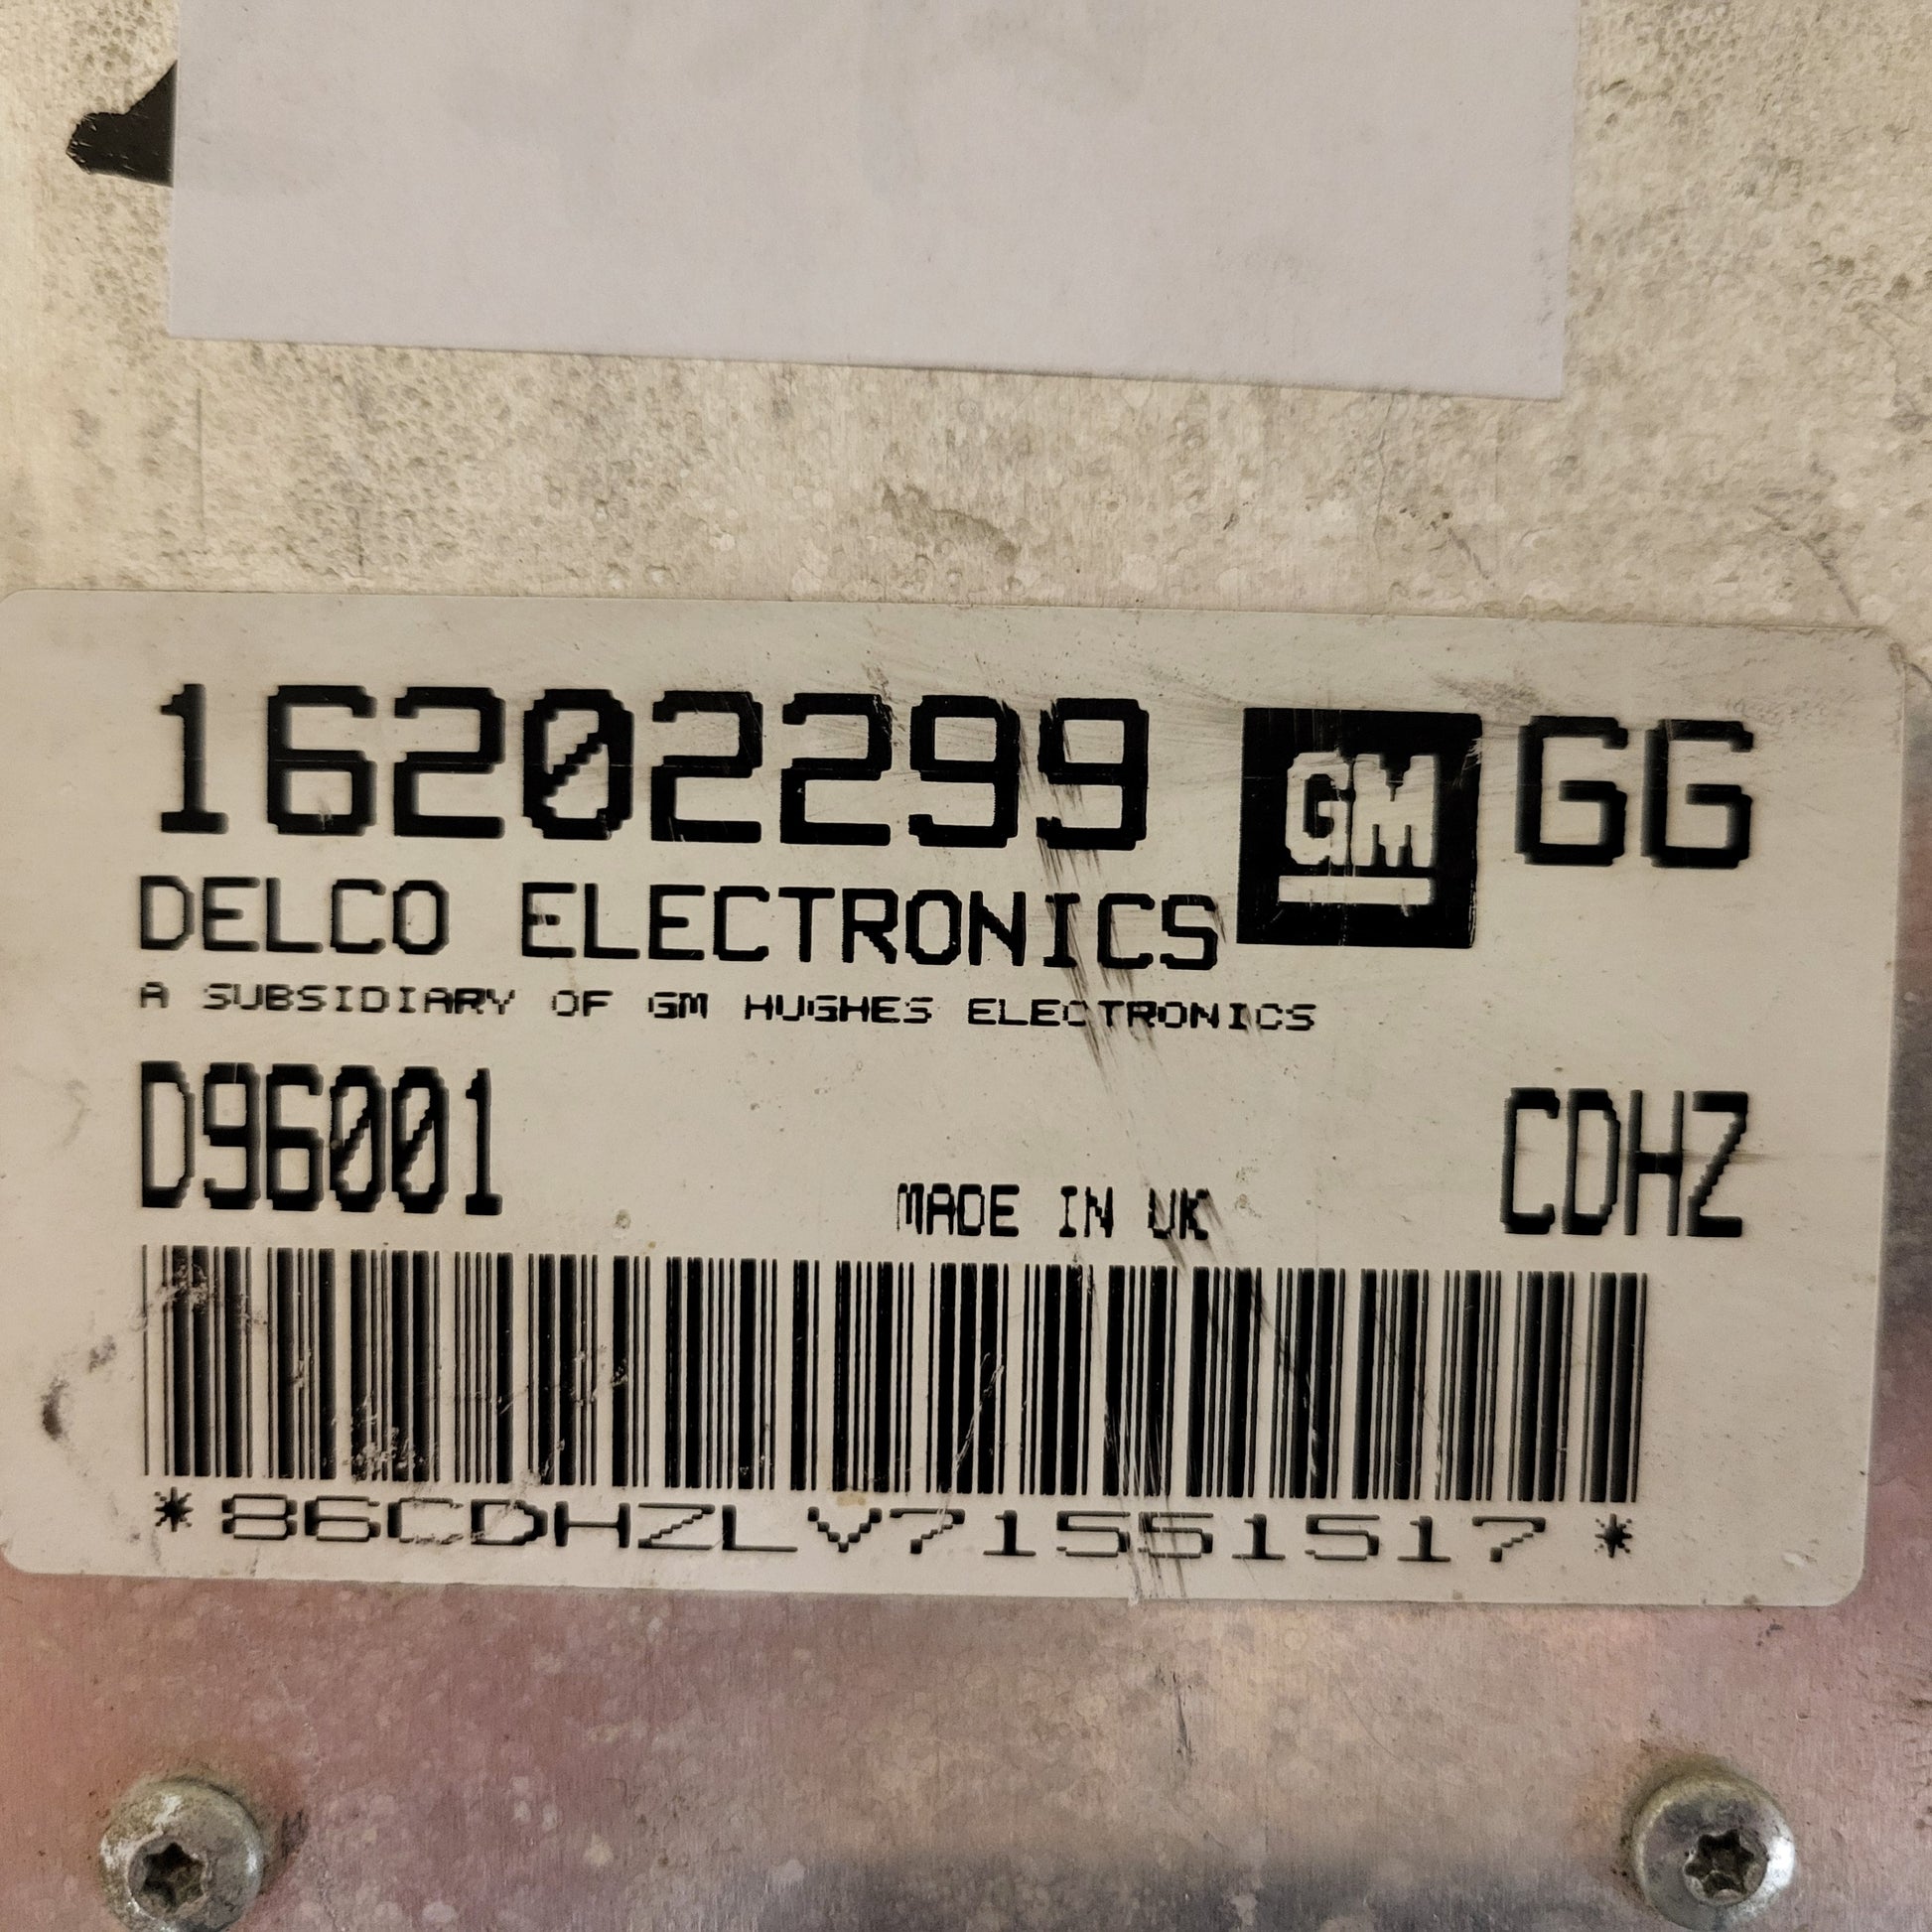 16202299 GM GG
DELCO ELECTRONICS
A SUBSIDIARY OF GM HUGHES ELECTRONICS
D96001 CDHZ
MADE IN UK
*86CDHZLV71551517*